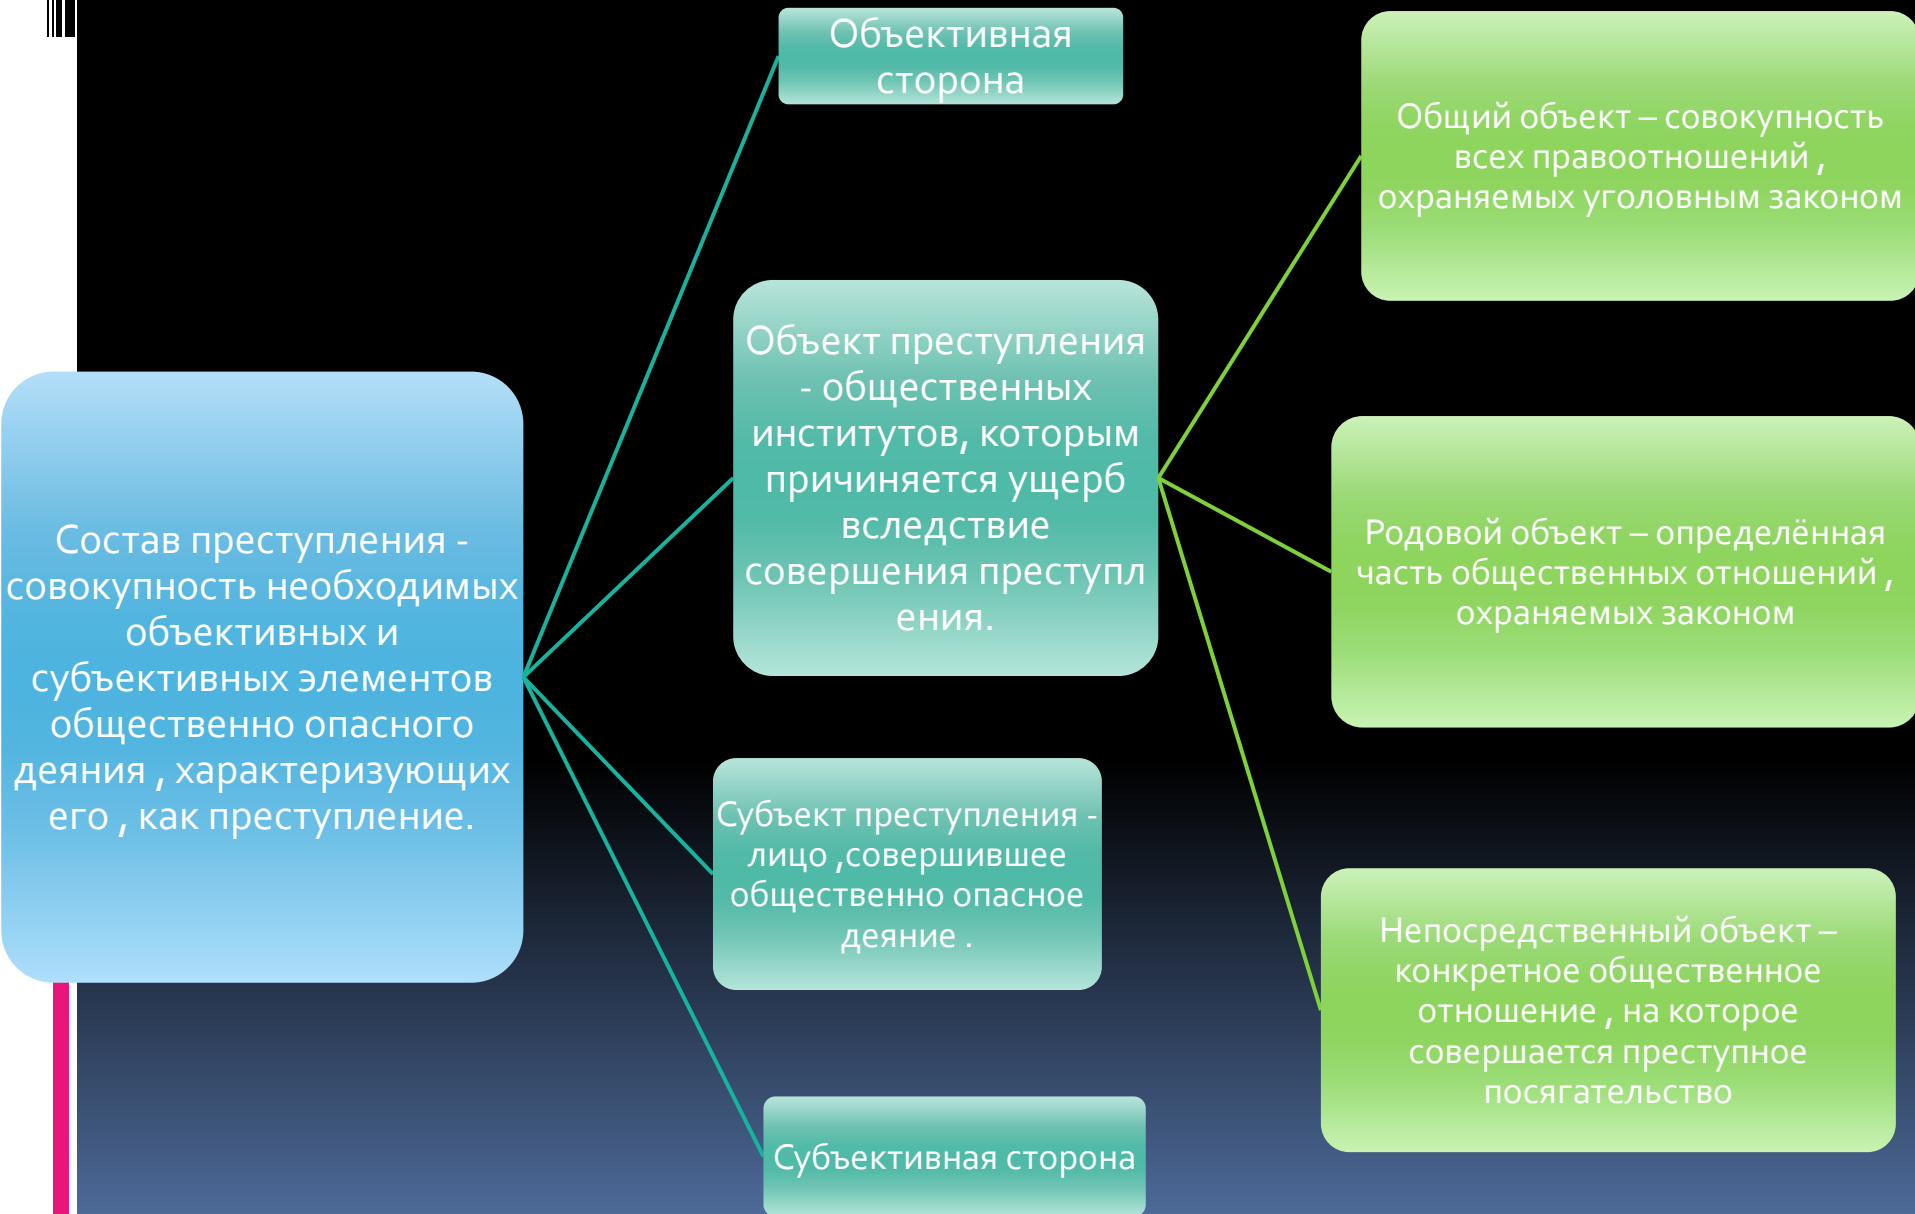 Объективная
сторона
Общий объект – совокупность
всех правоотношений ,
охраняемых уголовным законом
Объект преступления
- общественных
институтов, которым
причиняется ущерб
вследствие
совершения преступл
ения.
Состав преступления -
совокупность необходимых
объективных и
субъективных элементов
общественно опасного
деяния , характеризующих
его , как преступление.
Родовой объект – определённая
часть общественных отношений ,
охраняемых законом
Субъект преступления -
лицо ,совершившее
общественно опасное
деяние .
Непосредственный объект –
конкретное общественное
отношение , на которое
совершается преступное
посягательство
Субъективная сторона